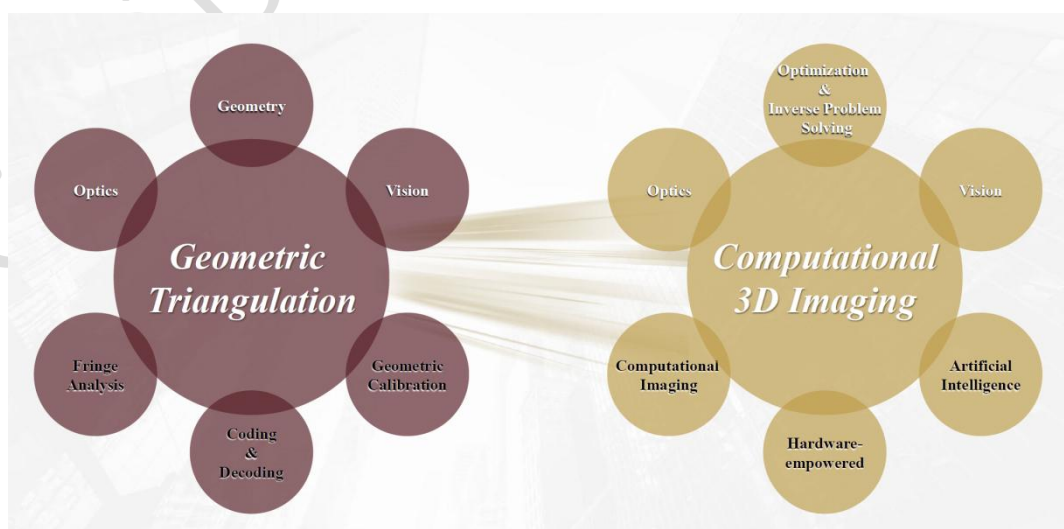 Geometry
Optics
Vision
Geometric
Triangulation
Fringe
Analysis
Geometric
Calibration
Coding
&
Decoding
Optimization
&
Inverse Problem
Solving
Optics
Vision
Computational
3D Imaging
Computational
Imaging
Artificial
Intelligence
Hardware-
empowered